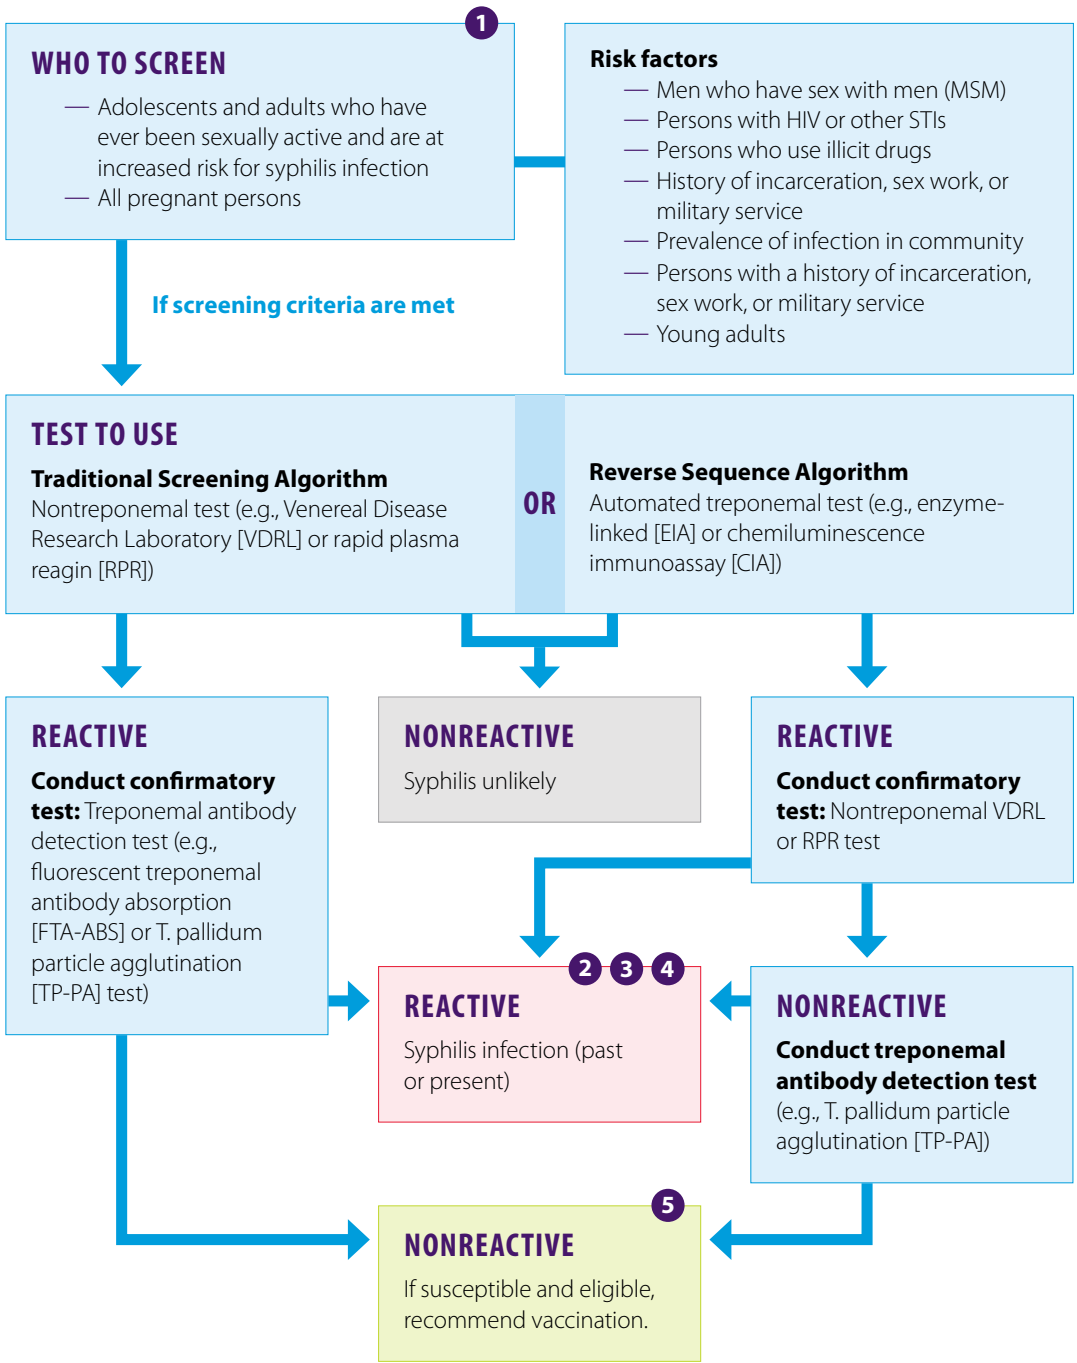 1
WHO TO SCREEN
— Adolescents and adults who have
ever been sexually active and are at
increased risk for syphilis infection
— All pregnant persons
Risk factors
— Men who have sex with men (MSM)
— Persons with HIV or other STIs
— Persons who use illicit drugs
— History of incarceration, sex work, or
military service
— Prevalence of infection in community
— Persons with a history of incarceration,
sex work, or military service
— Young adults
If screening criteria are met
TEST TO USE
Traditional Screening Algorithm
Nontreponemal test (e.g., Venereal Disease
Research Laboratory [VDRL] or rapid plasma
reagin [RPR])
OR
Reverse Sequence Algorithm
Automated treponemal test (e.g., enzyme-
linked [EIA] or chemiluminescence
immunoassay [CIA])
REACTIVE
Conduct confirmatory
test: Treponemal antibody
detection test (e.g.,
fluorescent treponemal
antibody absorption
[FTA-ABS] or T. pallidum
particle agglutination
[TP-PA] test)
NONREACTIVE
Syphilis unlikely
REACTIVE
Conduct confirmatory
test: Nontreponemal VDRL
or RPR test
2 3 4
REACTIVE
Syphilis infection (past
or present)
NONREACTIVE
Conduct treponemal
antibody detection test
(e.g., T. pallidum particle
agglutination [TP-PA])
5
NONREACTIVE
If susceptible and eligible,
recommend vaccination.